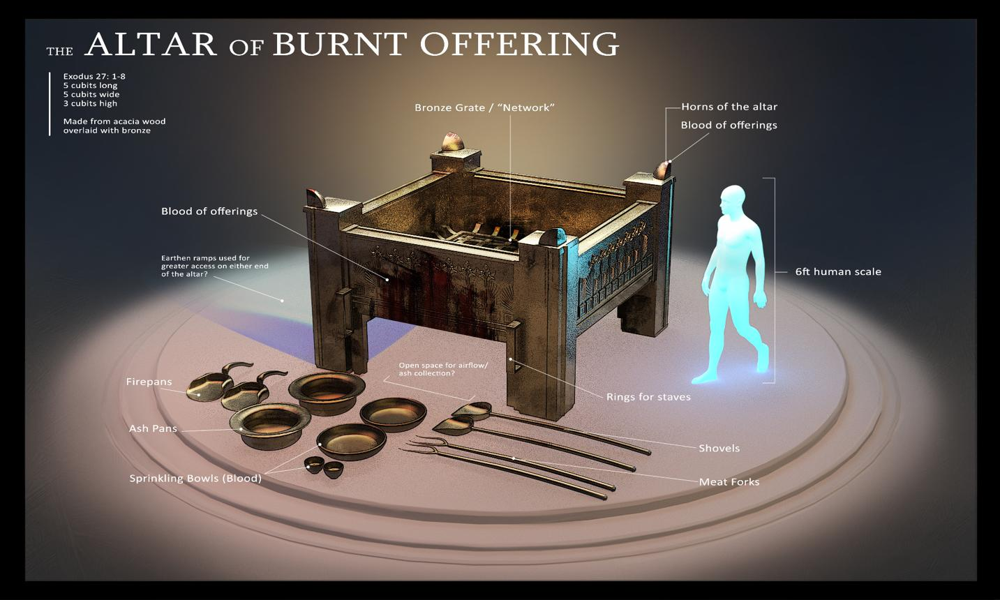 THE ALTAR OF BURNT OFFERING
Exodus 27: 1-8
5 cubits long
5 cubits wide
3 cubits high
Made from acacia wood
overlaid with bronze
Bronze Grate / “Network”
Horns of the altar
Blood of offerings
Blood of offerings
Earthen ramps used for
greater access on either end
of the altar?
6ft human scale
Open space for airflow/
ash collection?
Firepans
Rings for staves
Ash Pans
Shovels
Sprinkling Bowls (Blood)
Meat Forks